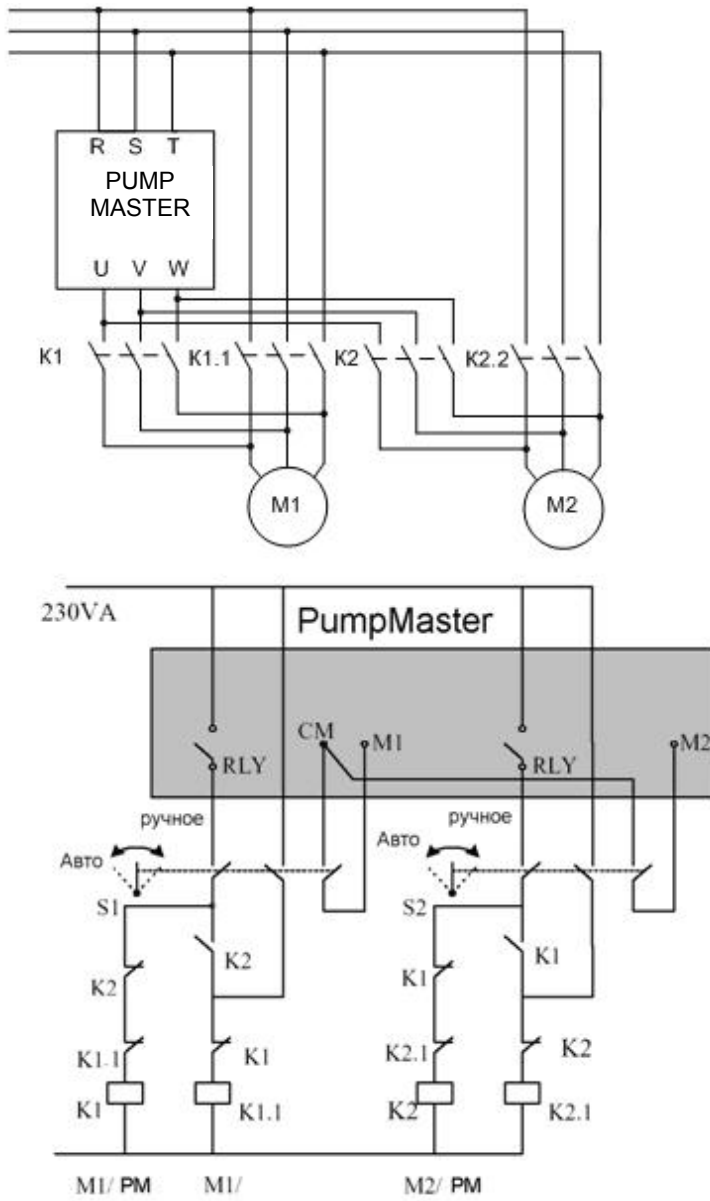 R S T
PUMP
MASTER
U V W
K1 K1.1 K2 K2.2
M1 M2
230VA PumpMaster
CM M1 M2
RLY RLY
ручное ручное
Авто Авто
S1 S2
K2 K1
K2 K1
K1.1 K1 K2.1 K2
K1 K1.1 K2 K2.1
M1/ PM M1/ M2/ PM